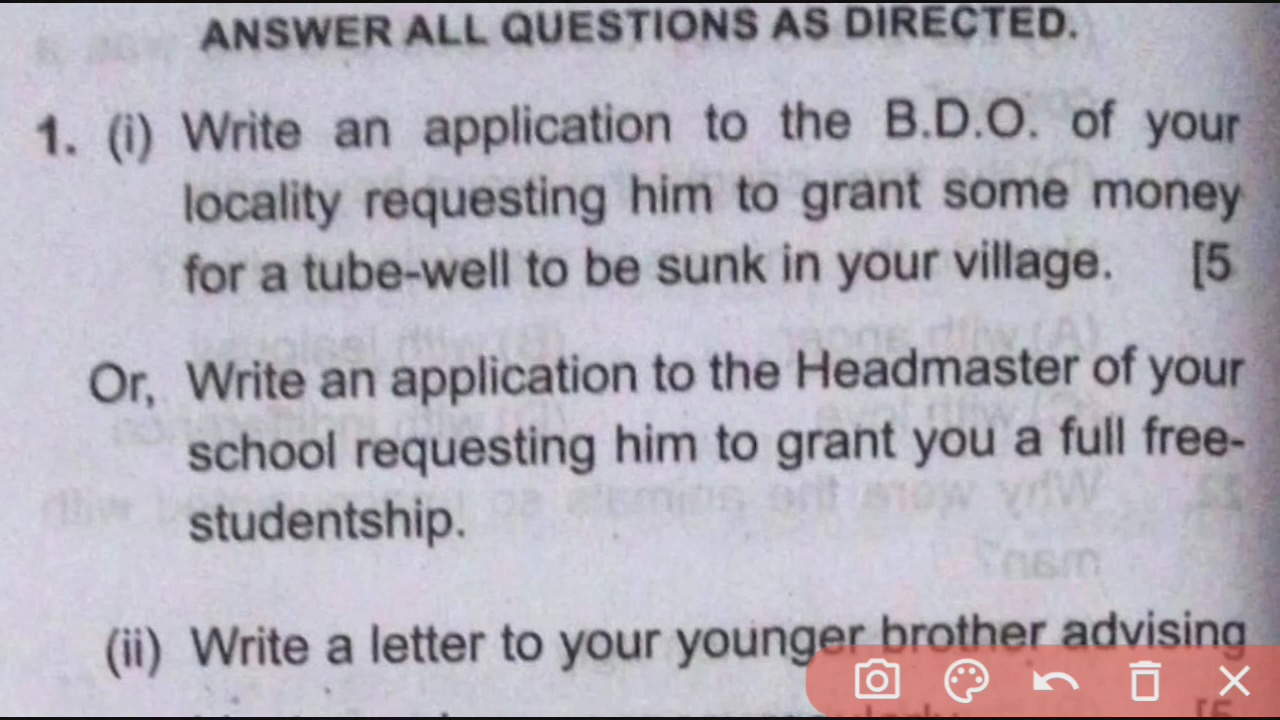 ANSWER ALL QUESTIONS AS DIRECTED.
1. (i) Write an application to the B.D.O. of your
locality requesting him to grant some money
for a tube-well to be sunk in your village. [5
Or, Write an application to the Headmaster of your
school requesting him to grant you a full free-
studentship.
(ii) Write a letter to your younger brother advising